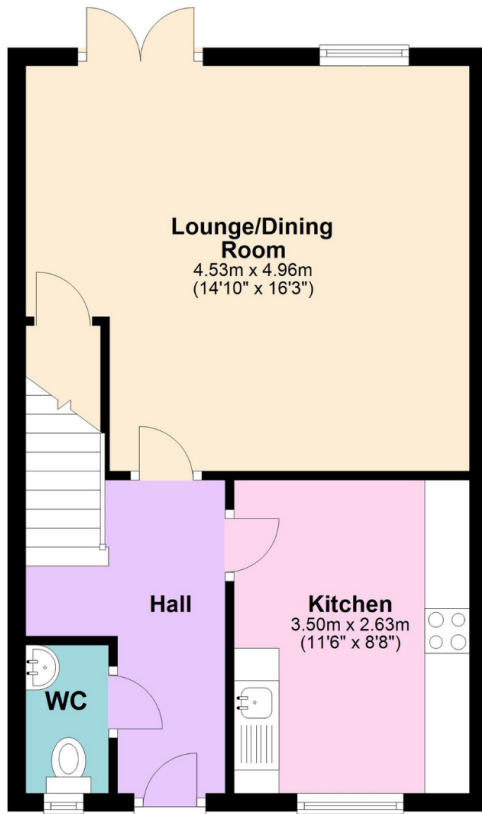 Lounge/Dining
Room
4.53m x 4.96m
(14'10" x 16'3")
Hall
Kitchen
3.50m x 2.63m
(11'6" x 8'8")
WC